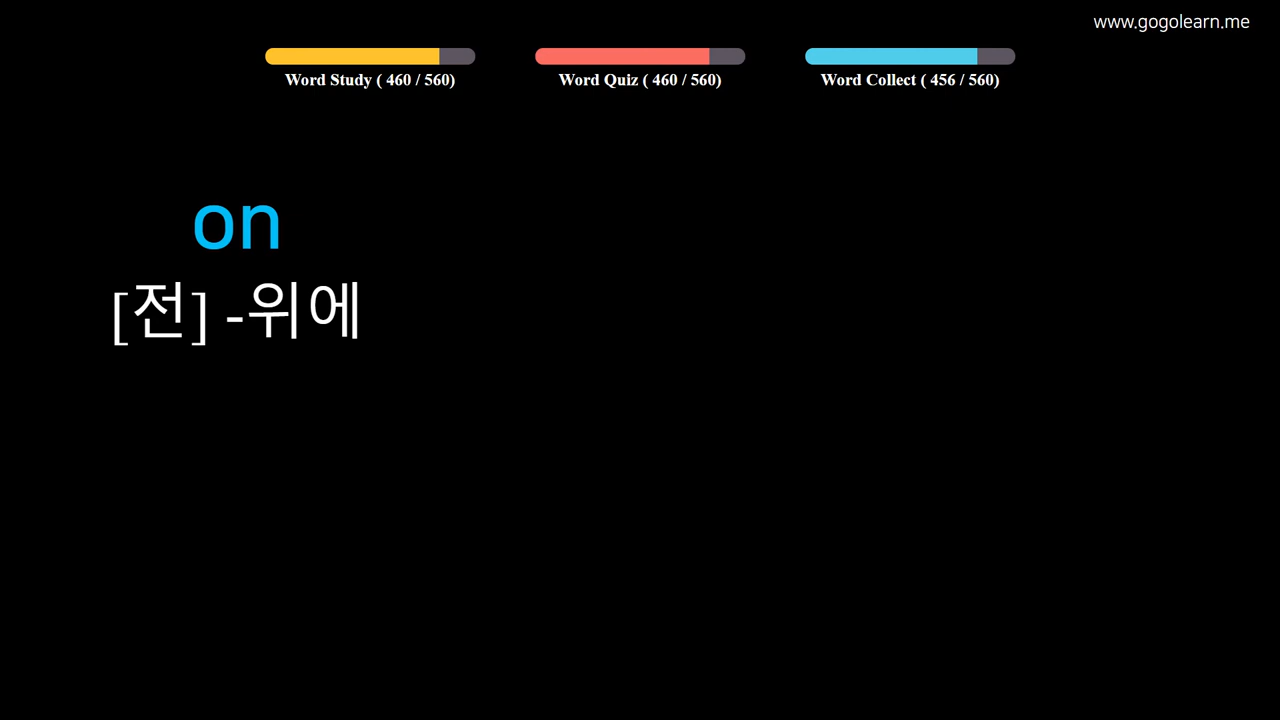 www.gogolearn.me
Word Study ( 460 / 560)
Word Quiz ( 460 / 560)
Word Collect ( 456 / 560)
on
[전] -위에